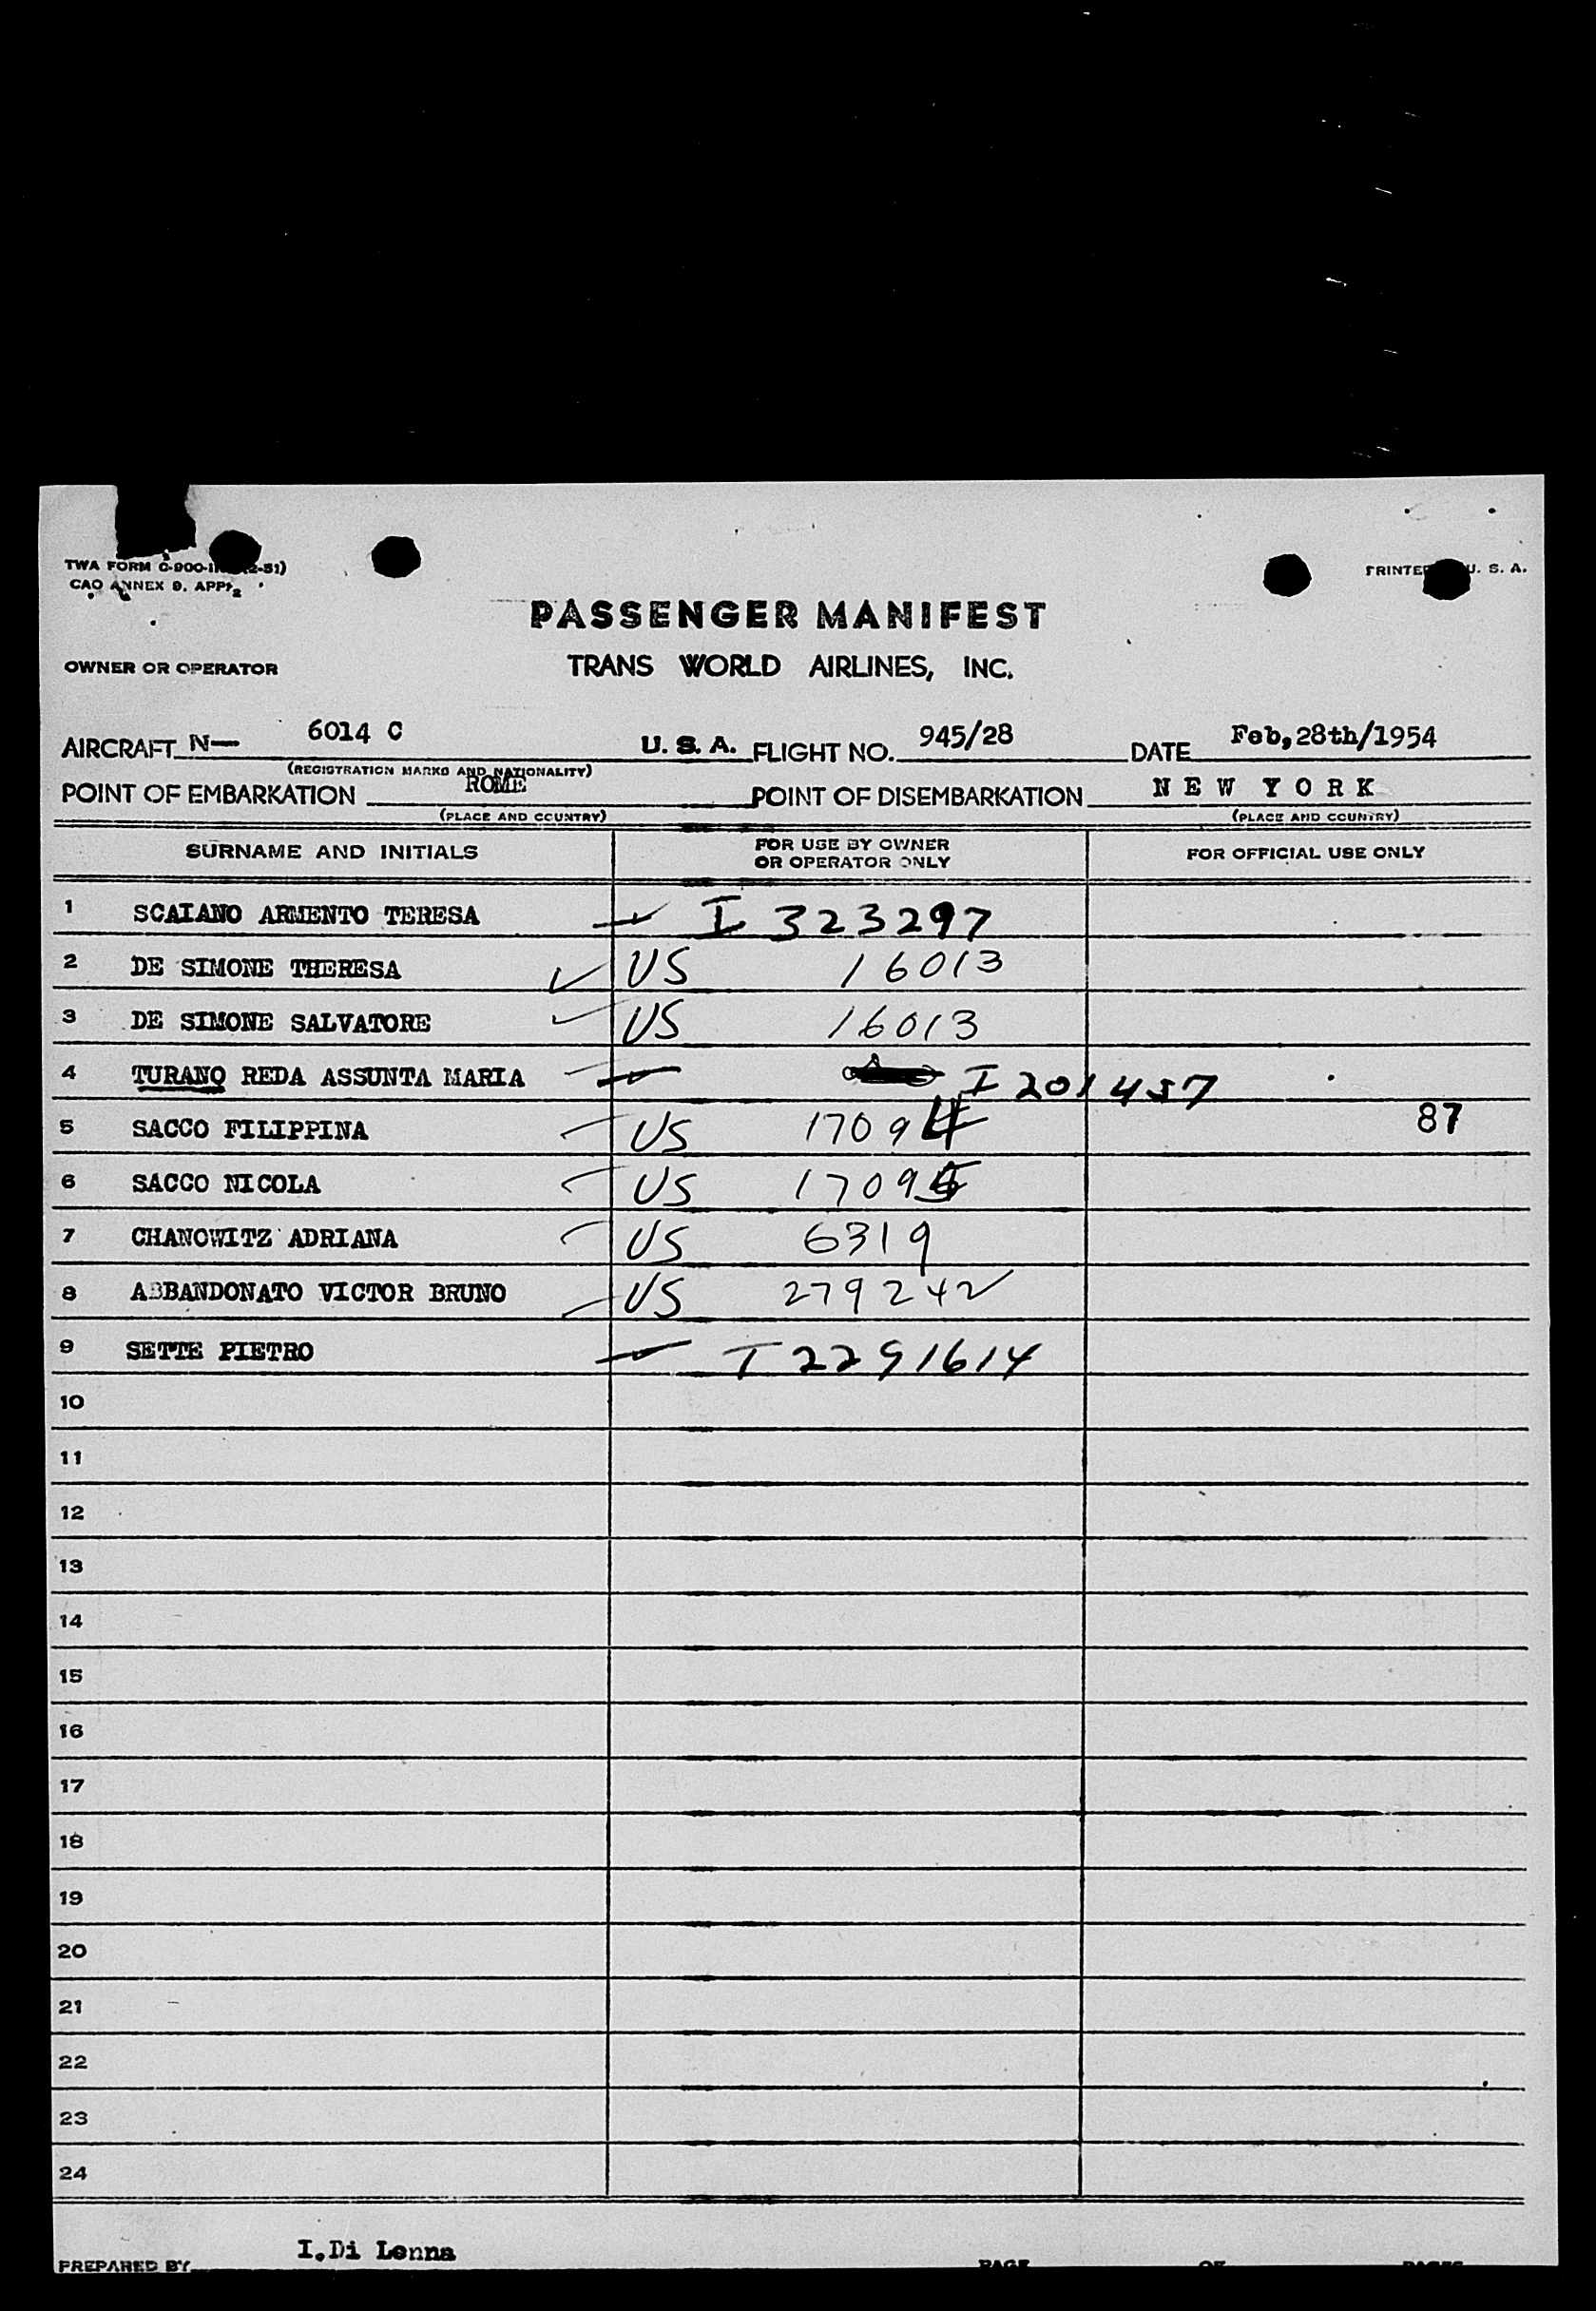 TWA FORM C-900- 2-51)
CAO ANNEX 9. APP. 2
PRINTED U. S. A.
PASSENGER MANIFEST
OWNER OR OPERATOR TRANS WORLD AIRLINES, INC.
AIRCRAFT N— 6014 C U. S. A. FLIGHT NO. 945/28 DATE Feb,28th/1954
(REGISTRATION MARKS AND NATIONALITY)
POINT OF EMBARKATION ROME POINT OF DISEMBARKATION NEW YORK
(PLACE AND COUNTRY) (PLACE AND COUNTRY)
SURNAME AND INITIALS FOR USE BY OWNER OR OPERATOR ONLY FOR OFFICIAL USE ONLY
1 SCAIANO ARMENTO TERESA I 323297
2 DE SIMONE THERESA US 16013
3 DE SIMONE SALVATORE US 16013
4 TURANO REDA ASSUNTA MARIA I 201457
5 SACCO FILIPPINA US 17094 87
6 SACCO NICOLA US 17095
7 CHANOWITZ ADRIANA US 6319
8 ABBANDONATO VICTOR BRUNO US 279242
9 SETTE PIETRO I 2291614
10
11
12
13
14
15
16
17
18
19
20
21
22
23
24
PREPARED BY I.Di Lenna PAGE OF PAGES